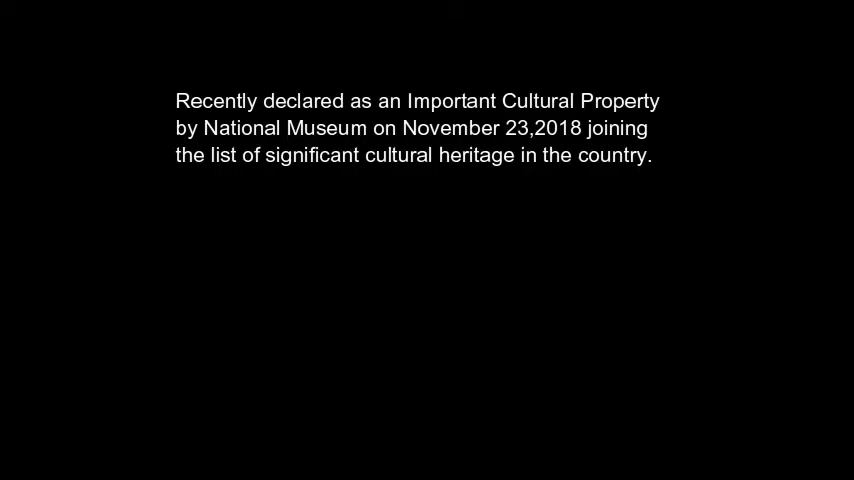 Recently declared as an Important Cultural Property
by National Museum on November 23,2018 joining
the list of significant cultural heritage in the country.